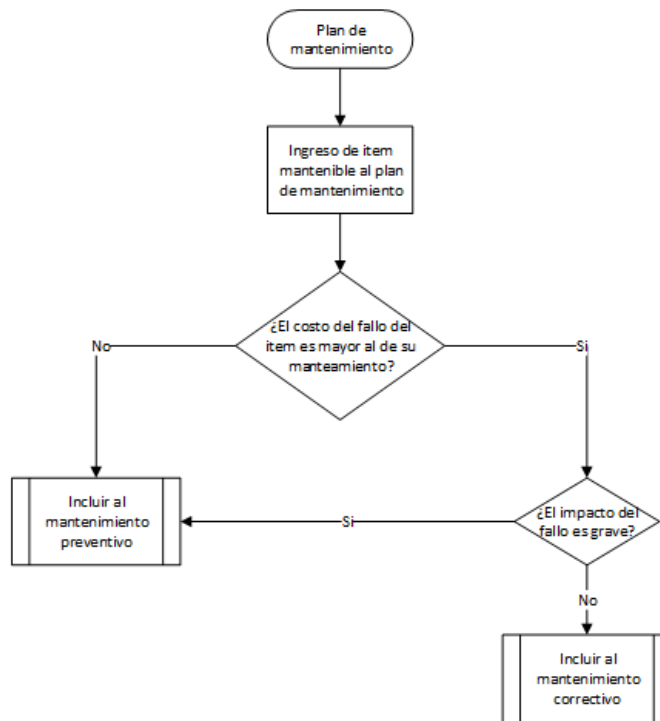 Plan de
mantenimiento
Ingreso de item
mantenible al plan
de mantenimiento
¿El costo del fallo del
item es mayor al de su
manteamiento?
No
Si
Incluir al
mantenimiento
preventivo
Si
¿El impacto del
fallo es grave?
No
Incluir al
mantenimiento
correctivo